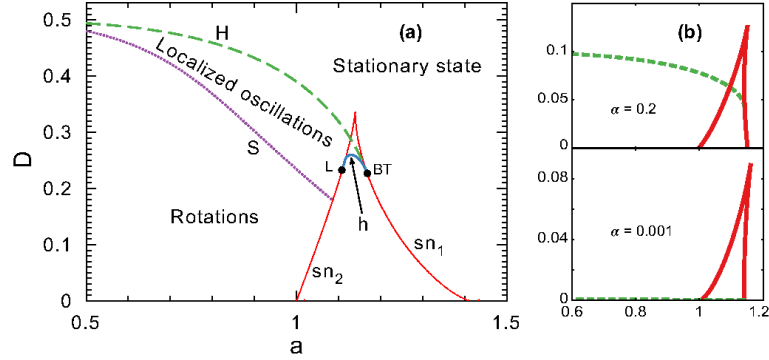 0.5
0.4
0.3
0.2
0.1
0
D
0.5
1
1.5
a
(a)
H
Localized oscillations
Stationary state
S
Rotations
L
BT
h
sn2
sn1
(b)
0.1
0.05
0.00
α = 0.2
0.08
0.04
0.00
α = 0.001
0.6
0.8
1
1.2